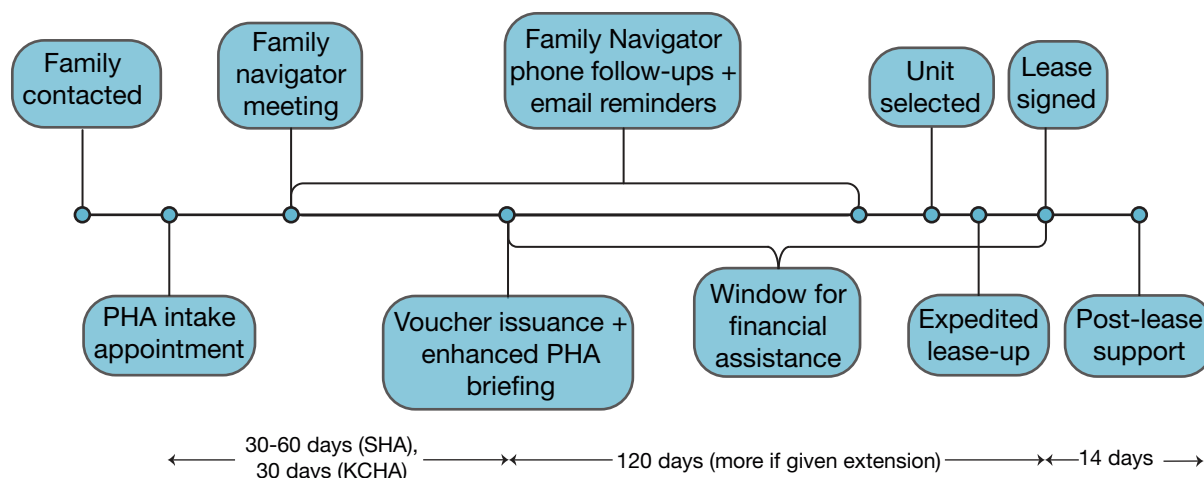 Family
contacted
Family
navigator
meeting
Family Navigator
phone follow-ups +
email reminders
Unit
selected
Lease
signed
PHA intake
appointment
Voucher issuance +
enhanced PHA
briefing
Window for
financial
assistance
Expedited
lease-up
Post-lease
support
30-60 days (SHA),
30 days (KCHA)
120 days (more if given extension)
14 days